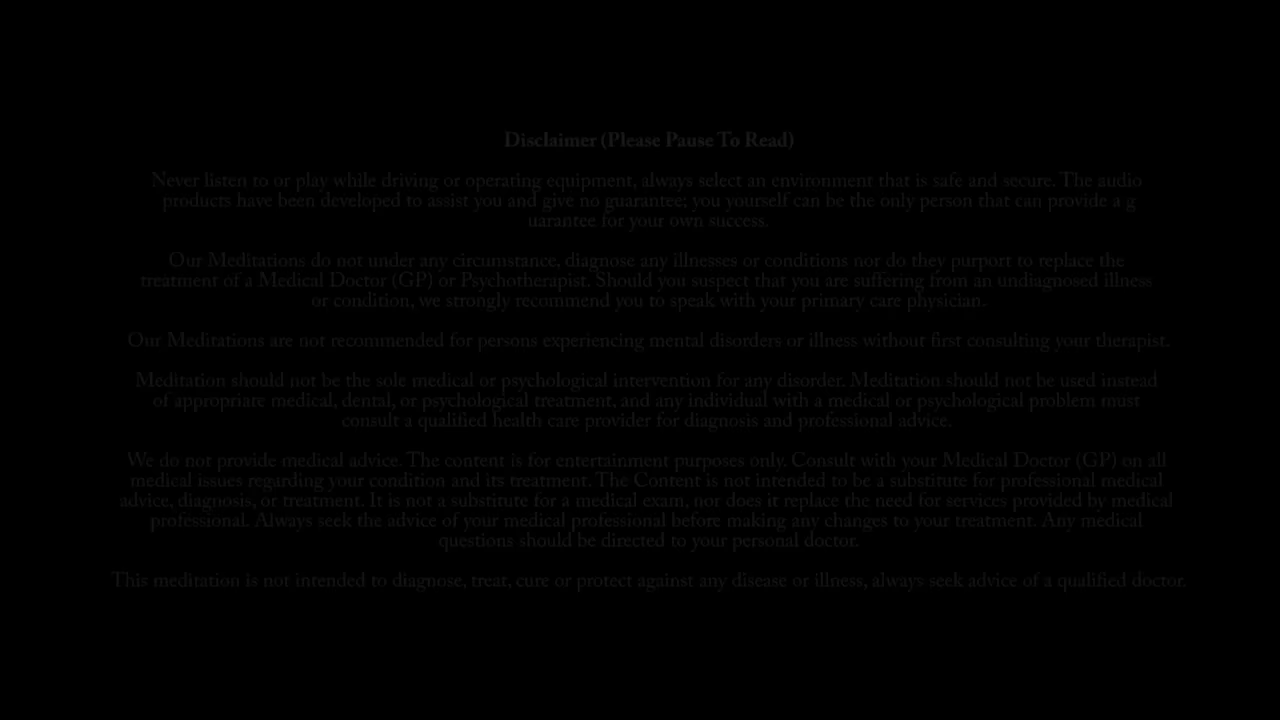 Disclaimer (Please Pause To Read)
Never listen to or play while driving or operating equipment, always select an environment that is safe and secure. The audio
products have been developed to assist you and give no guarantee; you yourself can be the only person that can provide a g
uarantee for your own success.
Our Meditations do not under any circumstance, diagnose any illnesses or conditions nor do they purport to replace the
treatment of a Medical Doctor (GP) or Psychotherapist. Should you suspect that you are suffering from an undiagnosed illness
or condition, we strongly recommend you to speak with your primary care physician.
Our Meditations are not recommended for persons experiencing mental disorders or illness without first consulting your therapist.
Meditation should not be the sole medical or psychological intervention for any disorder. Meditation should not be used instead
of appropriate medical, dental, or psychological treatment, and any individual with a medical or psychological problem must
consult a qualified health care provider for diagnosis and professional advice.
We do not provide medical advice. The content is for entertainment purposes only. Consult with your Medical Doctor (GP) on all
medical issues regarding your condition and its treatment. The Content is not intended to be a substitute for professional medical
advice, diagnosis, or treatment. It is not a substitute for a medical exam, nor does it replace the need for services provided by medical
professional. Always seek the advice of your medical professional before making any changes to your treatment. Any medical
questions should be directed to your personal doctor.
This meditation is not intended to diagnose, treat, cure or protect against any disease or illness, always seek advice of a qualified doctor.